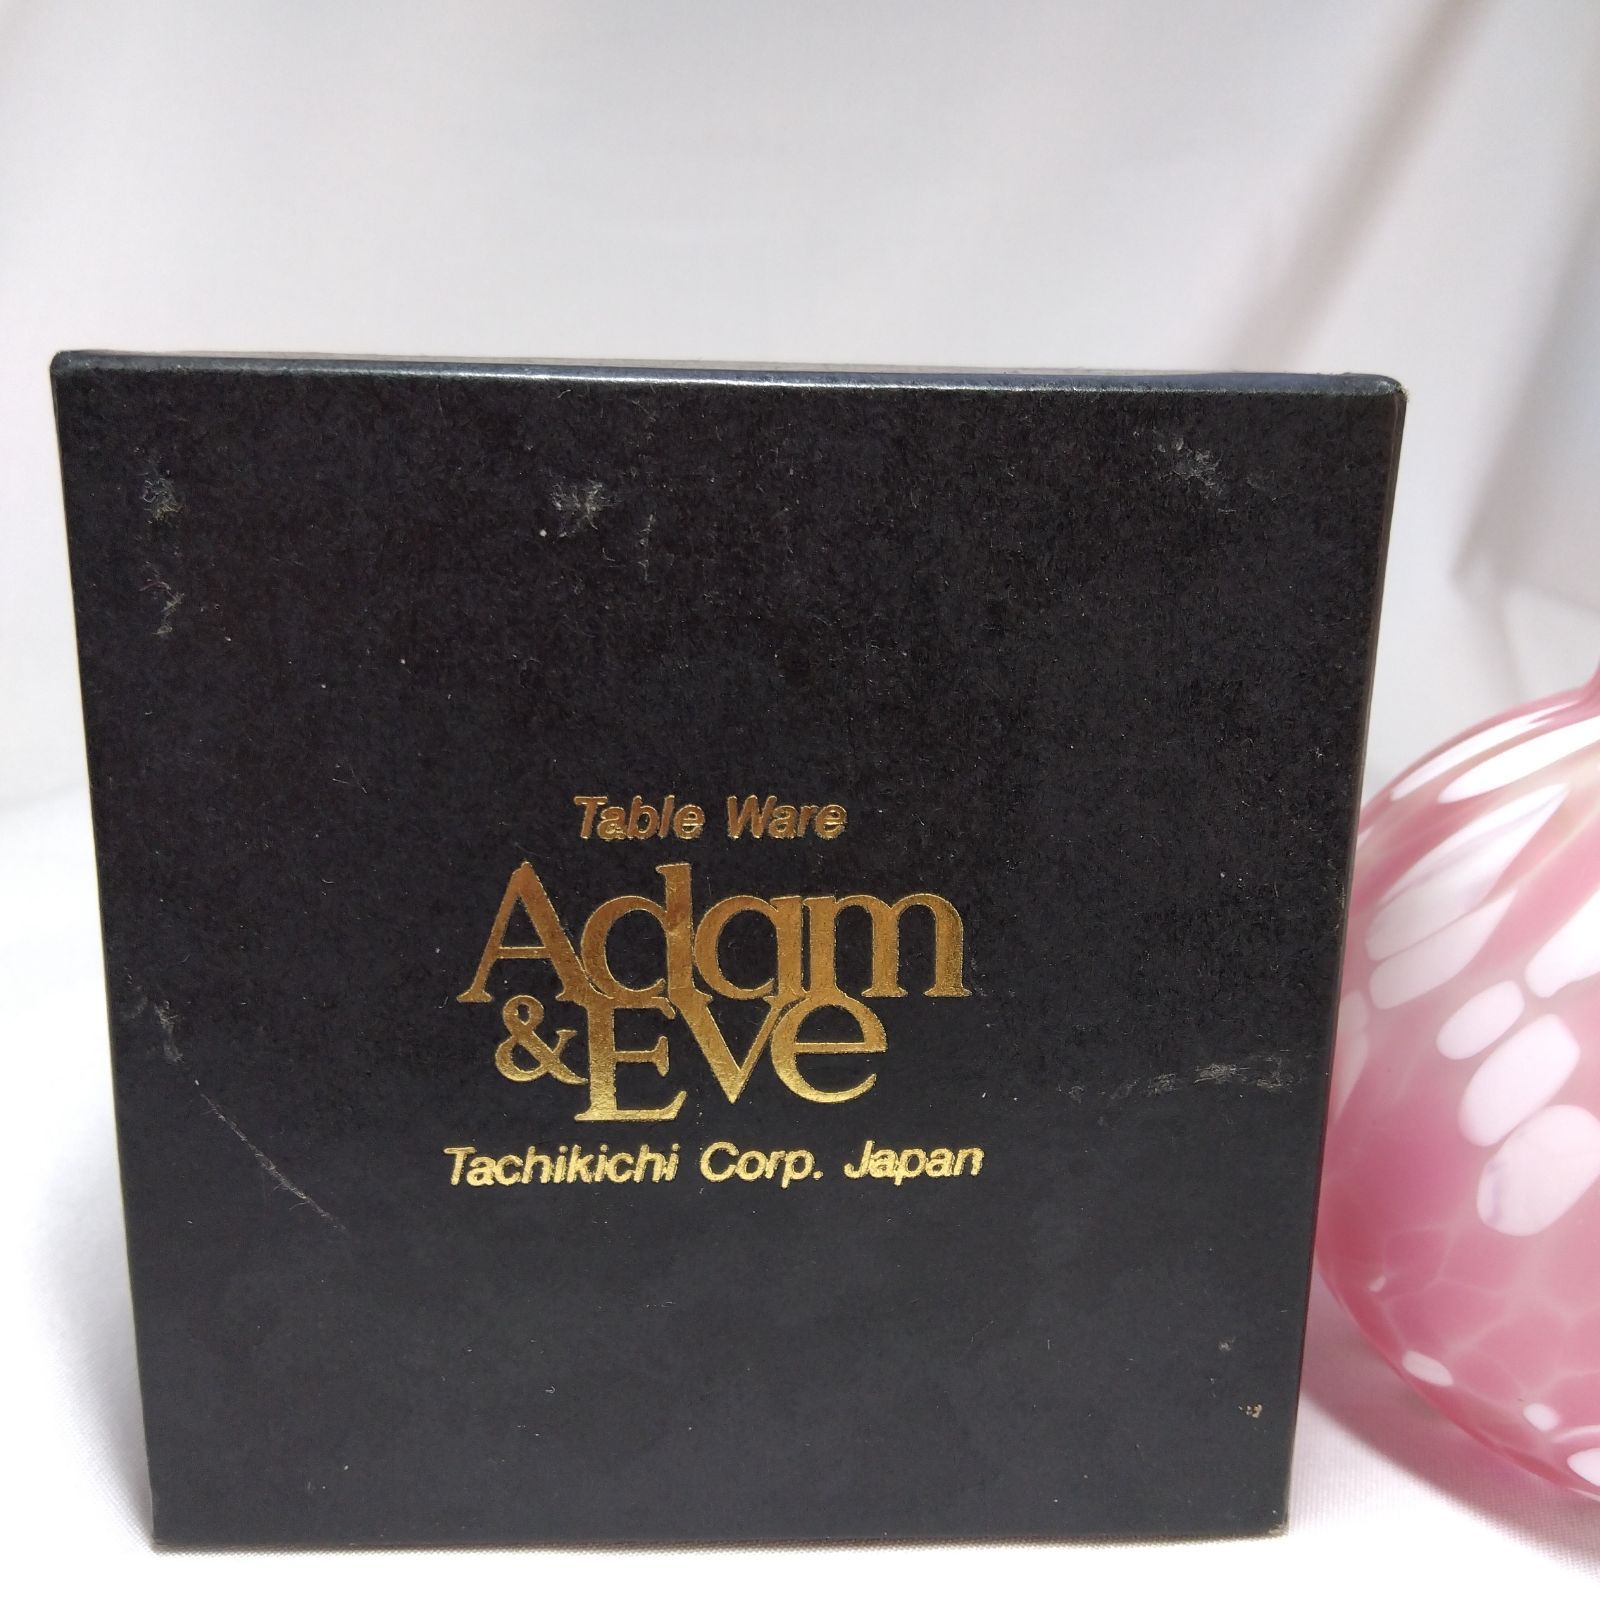 Table Ware
Adam
& Eve
Tachikichi Corp. Japan